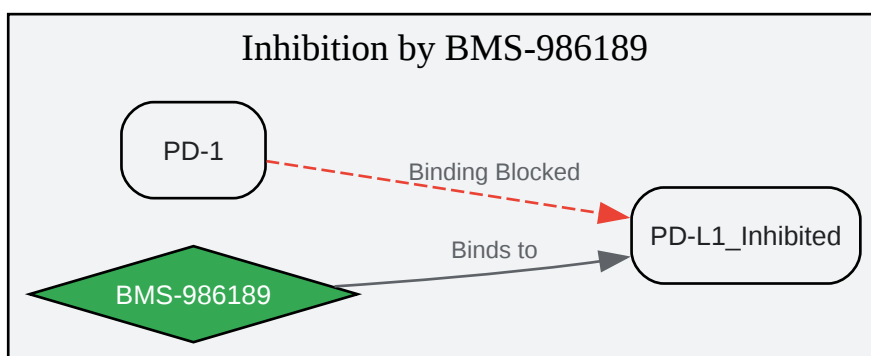 Inhibition by BMS-986189
PD-1
Binding Blocked
PD-L1_Inhibited
Binds to
BMS-986189